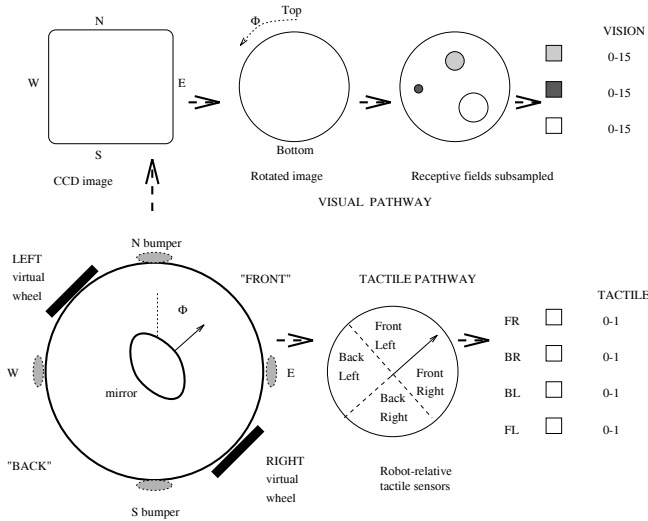 N
W
E
S
CCD image
Φ
Top
Bottom
Rotated image
Receptive fields subsampled
VISION
0-15
0-15
0-15
VISUAL PATHWAY
N bumper
LEFT
virtual
wheel
"FRONT"
Φ
W
E
mirror
"BACK"
RIGHT
virtual
wheel
S bumper
TACTILE PATHWAY
Front
Left
Back
Left
Front
Right
Back
Right
Robot-relative
tactile sensors
TACTILE
FR 0-1
BR 0-1
BL 0-1
FL 0-1